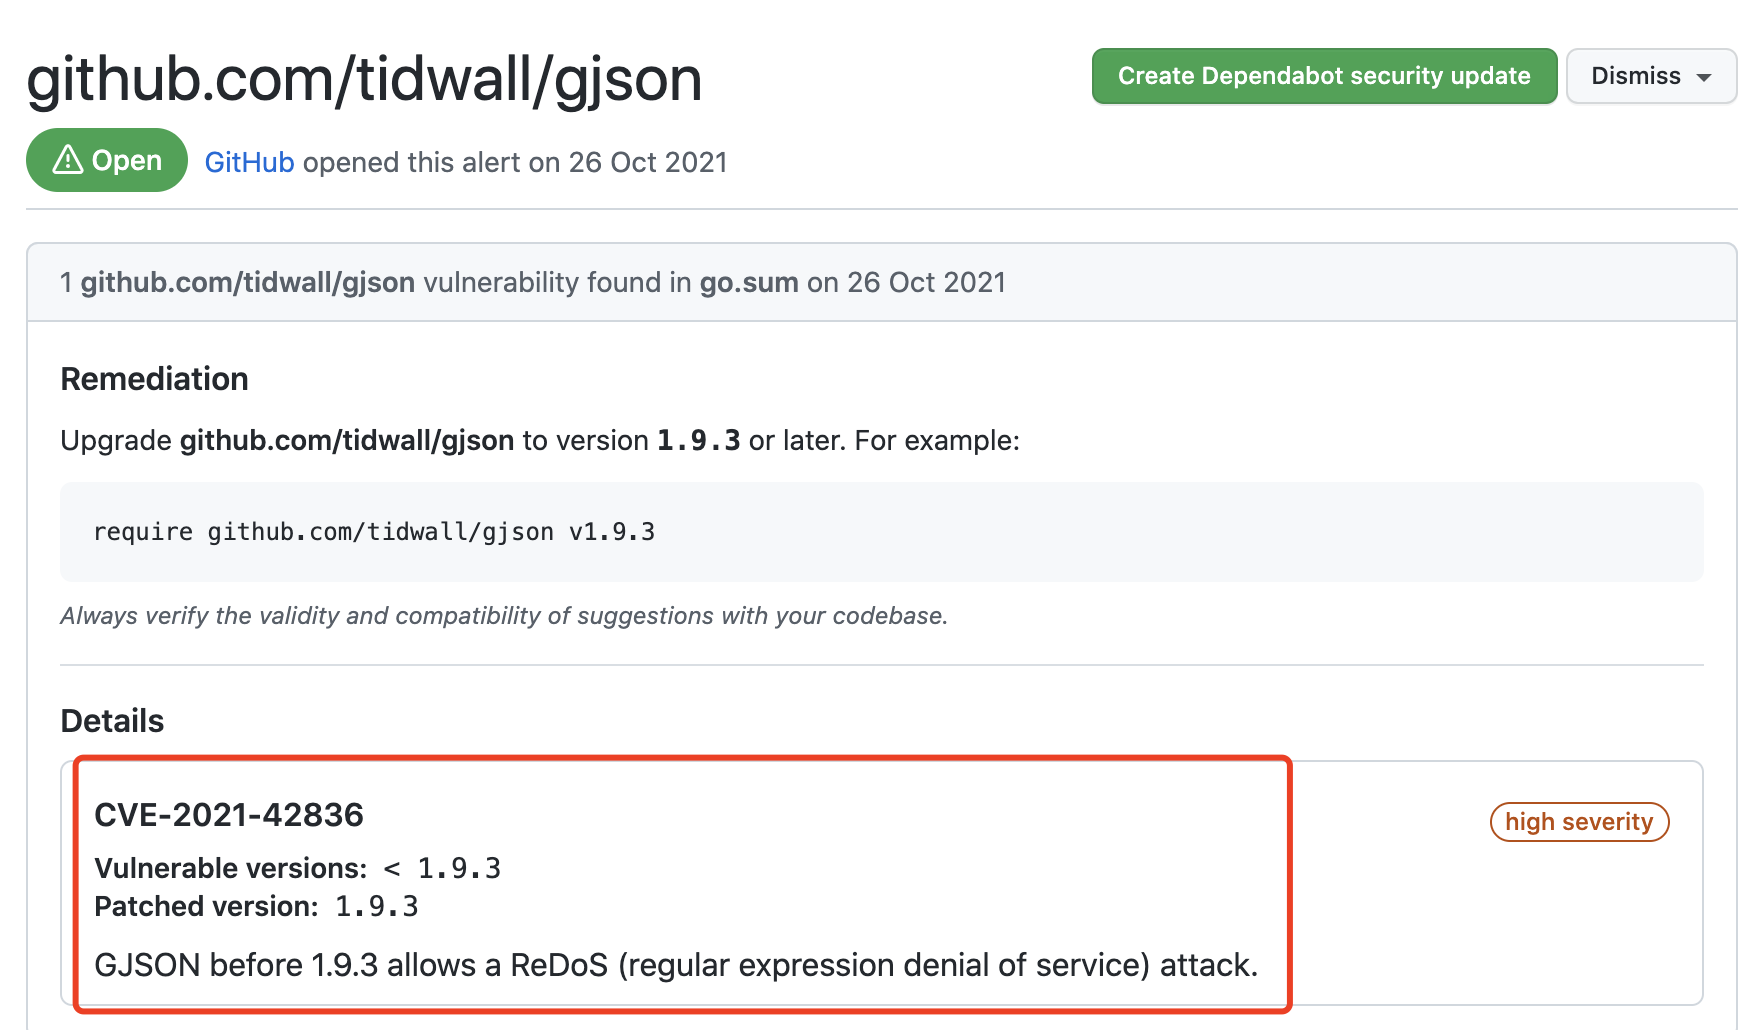 github.com/tidwall/gjson
Create Dependabot security update
Dismiss
Open
GitHub opened this alert on 26 Oct 2021
1 github.com/tidwall/gjson vulnerability found in go.sum on 26 Oct 2021
Remediation
Upgrade github.com/tidwall/gjson to version 1.9.3 or later. For example:
require github.com/tidwall/gjson v1.9.3
Always verify the validity and compatibility of suggestions with your codebase.
Details
CVE-2021-42836
high severity
Vulnerable versions: < 1.9.3
Patched version: 1.9.3
GJSON before 1.9.3 allows a ReDoS (regular expression denial of service) attack.